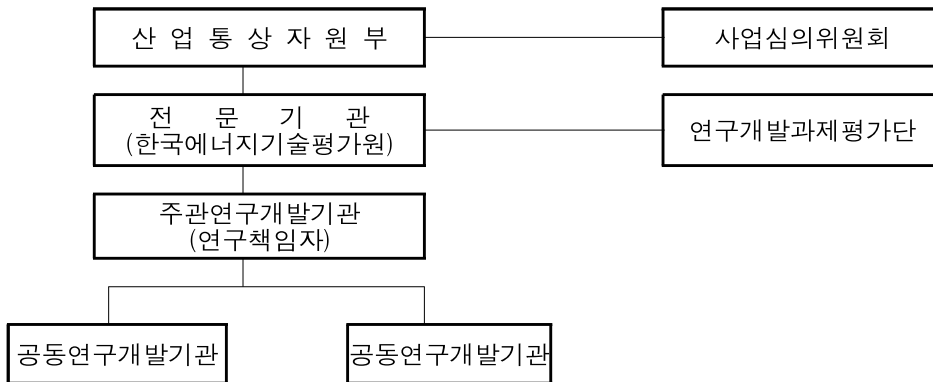 산 업 통 상 자 원 부
사업심의위원회
전 문 기 관
(한국에너지기술평가원)
연구개발과제평가단
주관연구개발기관
(연구책임자)
공동연구개발기관
공동연구개발기관